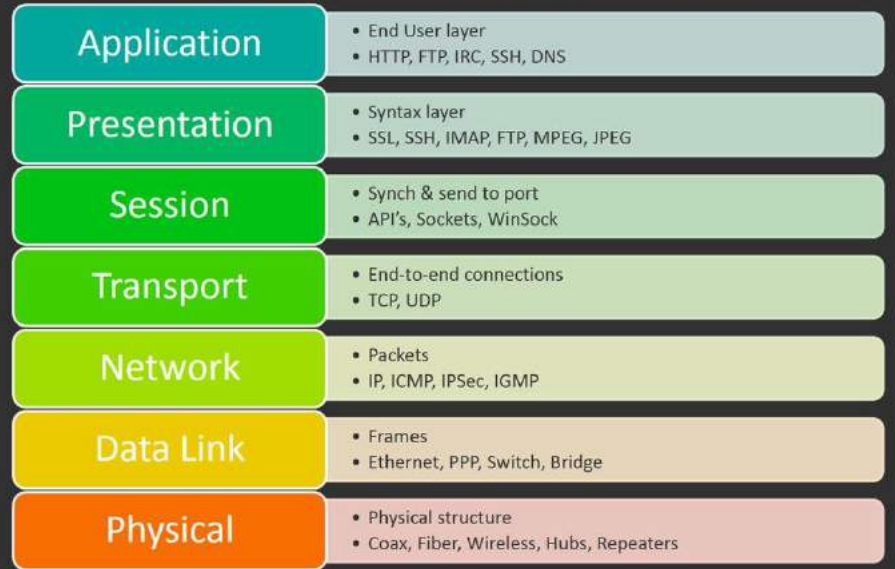 Application
• End User layer
• HTTP, FTP, IRC, SSH, DNS
Presentation
• Syntax layer
• SSL, SSH, IMAP, FTP, MPEG, JPEG
Session
• Synch & send to port
• API's, Sockets, WinSock
Transport
• End-to-end connections
• TCP, UDP
Network
• Packets
• IP, ICMP, IPSec, IGMP
Data Link
• Frames
• Ethernet, PPP, Switch, Bridge
Physical
• Physical structure
• Coax, Fiber, Wireless, Hubs, Repeaters